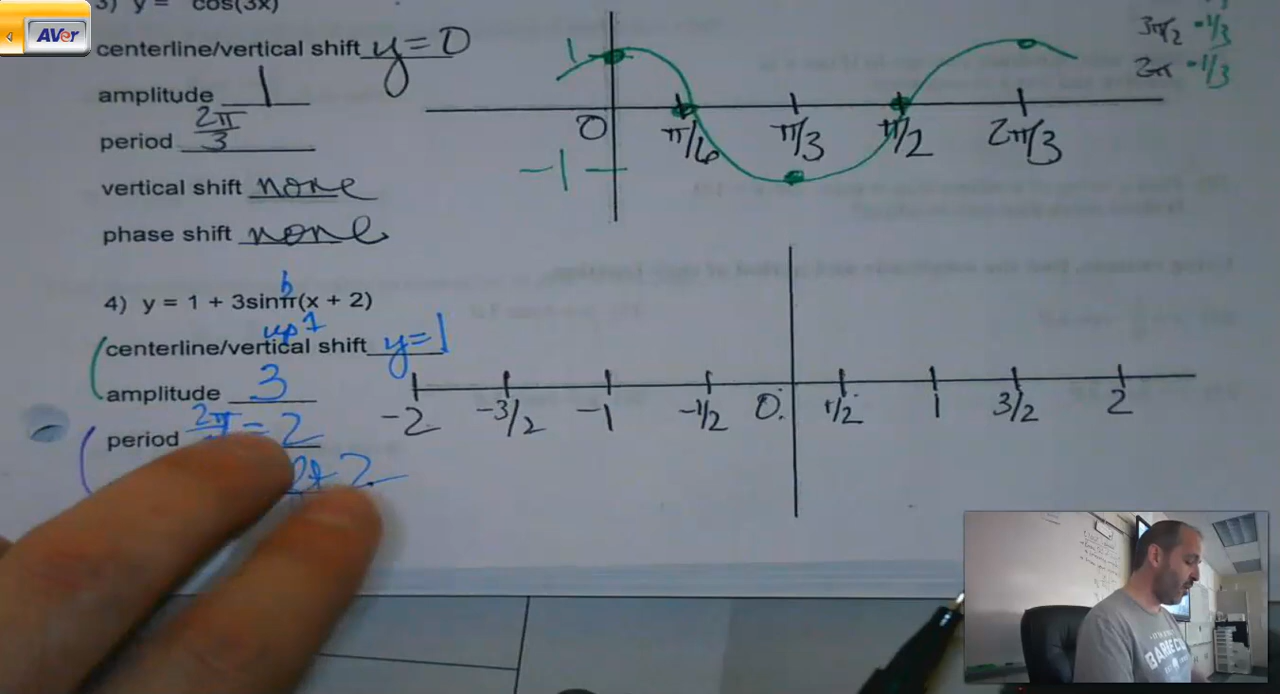 AVer
3) y = cos(3x)
centerline/vertical shift y=0
amplitude 1
period 2π/3
vertical shift none
phase shift none
1
-1
0 π/6 π/3 π/2 2π/3
3π/2 ·1/3
2π ·1/3
b
4) y = 1 + 3sinπ(x + 2)
up 1
centerline/vertical shift y=1
amplitude 3
period 2π = 2
2
-2 -3/2 -1 -1/2 0 1/2 1 3/2 2